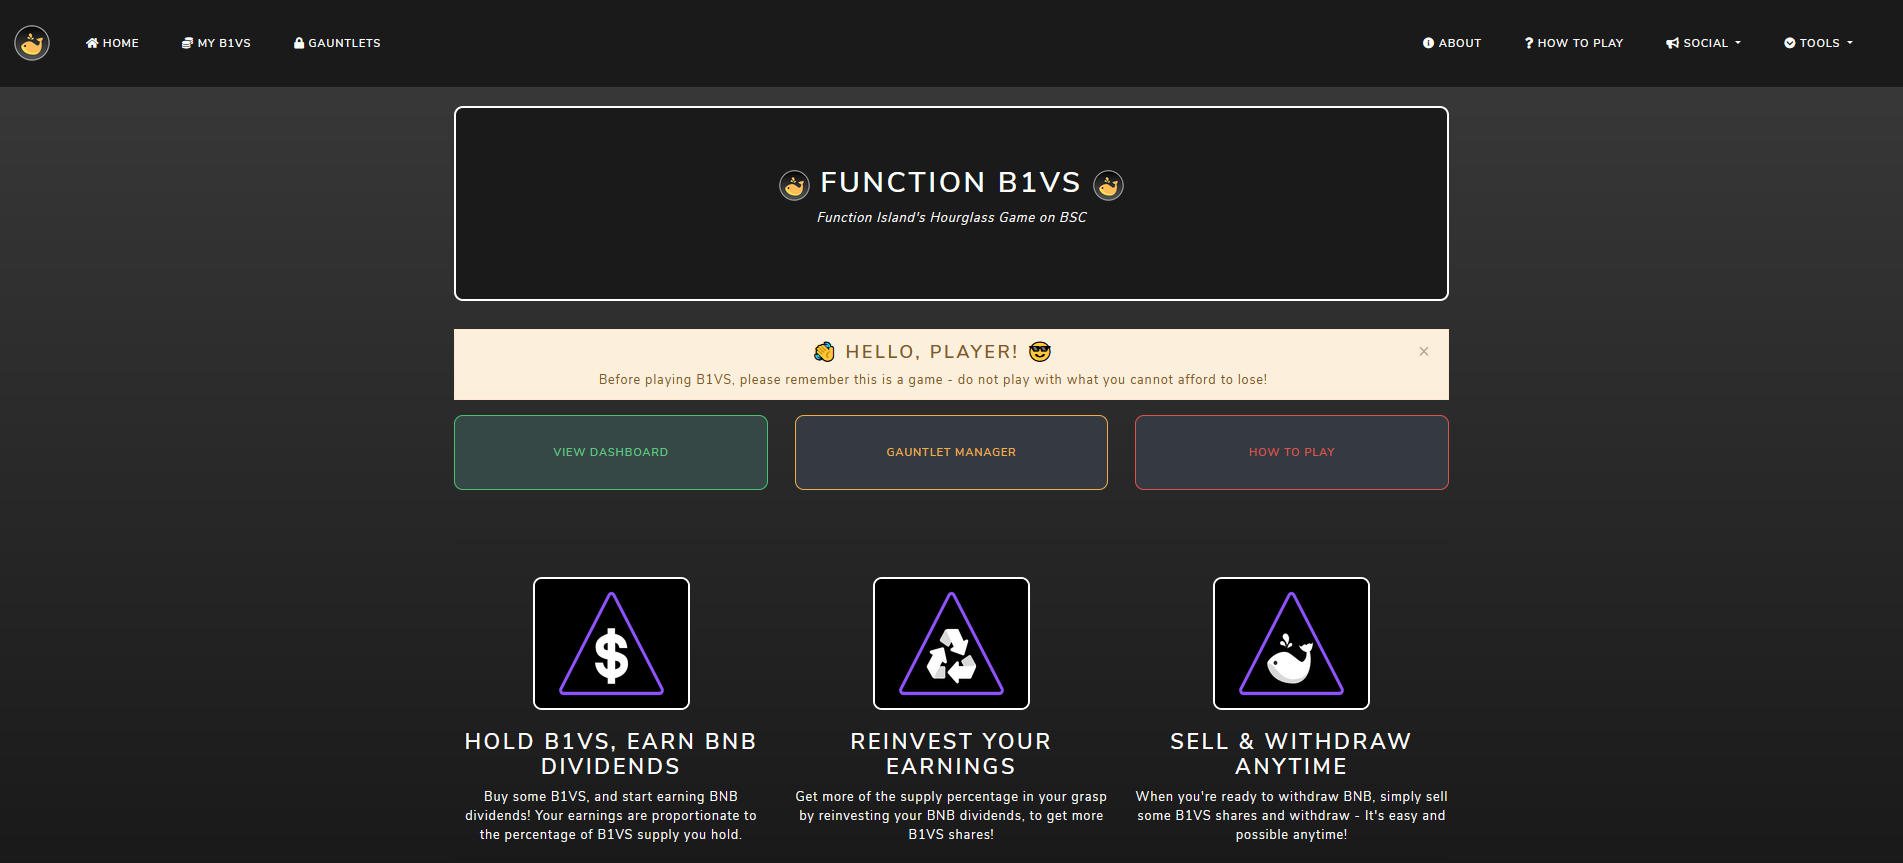 HOME
MY B1VS
GAUNTLETS
ABOUT
HOW TO PLAY
SOCIAL
TOOLS
FUNCTION B1VS
Function Island's Hourglass Game on BSC
HELLO, PLAYER!
×
Before playing B1VS, please remember this is a game - do not play with what you cannot afford to lose!
VIEW DASHBOARD
GAUNTLET MANAGER
HOW TO PLAY
$
HOLD B1VS, EARN BNB
DIVIDENDS
Buy some B1VS, and start earning BNB
dividends! Your earnings are proportionate to
the percentage of B1VS supply you hold.
REINVEST YOUR
EARNINGS
Get more of the supply percentage in your grasp
by reinvesting your BNB dividends, to get more
B1VS shares!
SELL & WITHDRAW
ANYTIME
When you're ready to withdraw BNB, simply sell
some B1VS shares and withdraw - It's easy and
possible anytime!